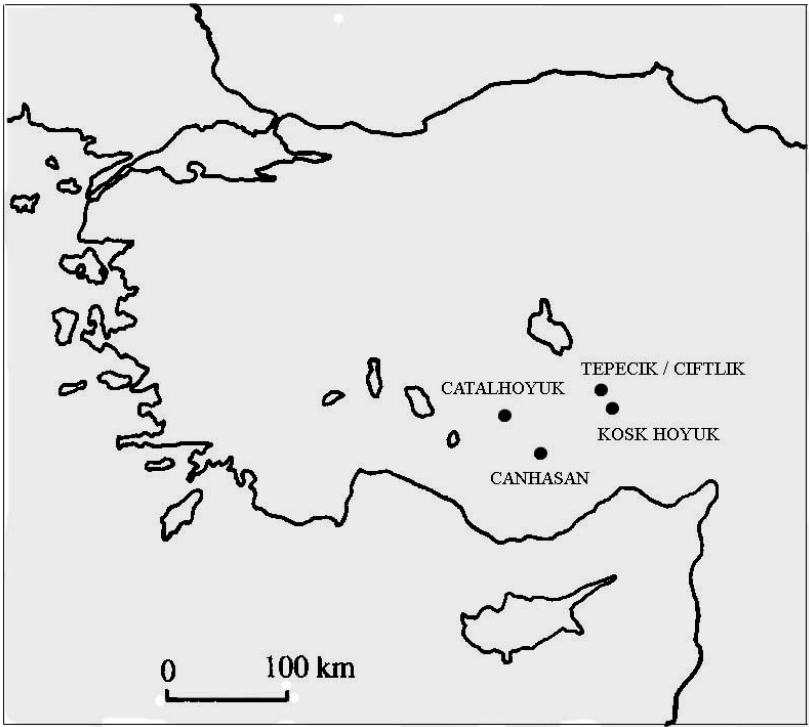 TEPECIK / CIFTLIK
CATALHOYUK
KOSK HOYUK
CANHASAN
0 100 km